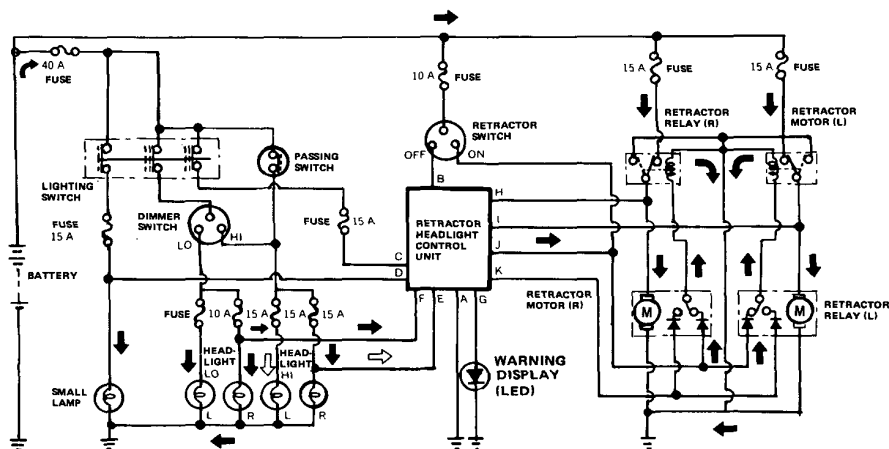 40 A
FUSE
10 A
FUSE
15 A
FUSE
15 A
FUSE
RETRACTOR
SWITCH
OFF
ON
RETRACTOR
RELAY (R)
RETRACTOR
MOTOR (L)
LIGHTING
SWITCH
PASSING
SWITCH
FUSE
15 A
DIMMER
SWITCH
LO
HI
FUSE
15 A
B
RETRACTOR
HEADLIGHT
CONTROL
UNIT
H
I
J
K
C
D
F
E
A
G
BATTERY
FUSE
10 A
15 A
15 A
RETRACTOR
MOTOR (R)
M
M
RETRACTOR
RELAY (L)
HEAD-
LIGHT
LO
HEAD-
LIGHT
HI
SMALL
LAMP
L
R
L
R
WARNING
DISPLAY
(LED)